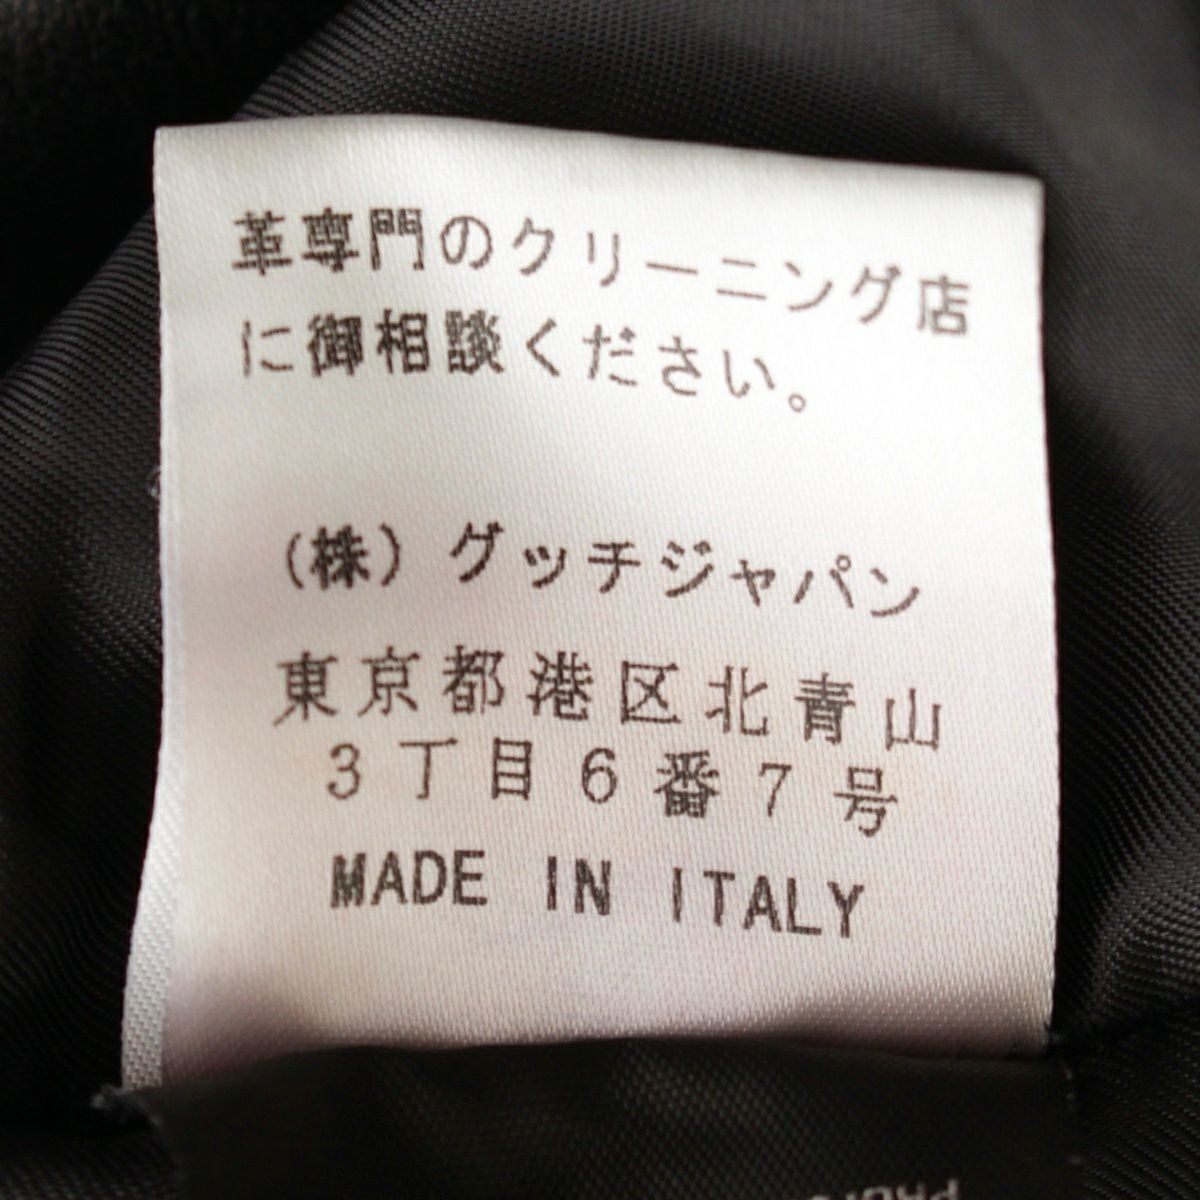 革専門のクリーニング店
に御相談ください。
(株) グッチジャパン
東京都港区北青山
3丁目6番7号
MADE IN ITALY